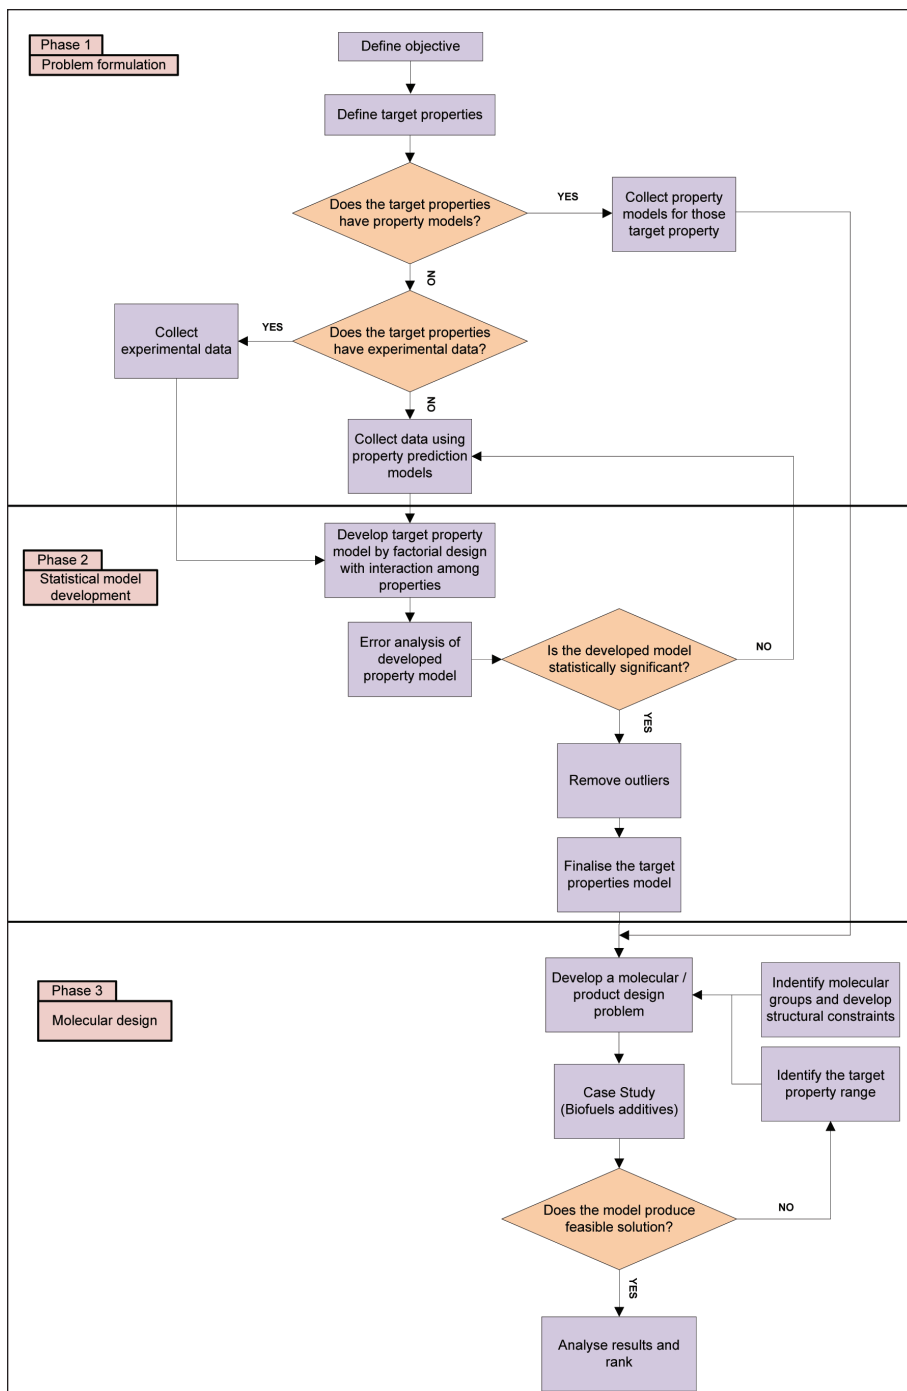 Phase 1
Problem formulation
Define objective
Define target properties
Does the target properties
have property models?
YES
Collect property
models for those
target property
NO
Does the target properties
have experimental data?
YES
Collect
experimental data
NO
Collect data using
property prediction
models
Phase 2
Statistical model
development
Develop target property
model by factorial design
with interaction among
properties
Error analysis of
developed
property model
Is the developed model
statistically significant?
NO
YES
Remove outliers
Finalise the target
properties model
Phase 3
Molecular design
Develop a molecular /
product design
problem
Indentify molecular
groups and develop
structural constraints
Identify the target
property range
Case Study
(Biofuels additives)
Does the model produce
feasible solution?
NO
YES
Analyse results and
rank